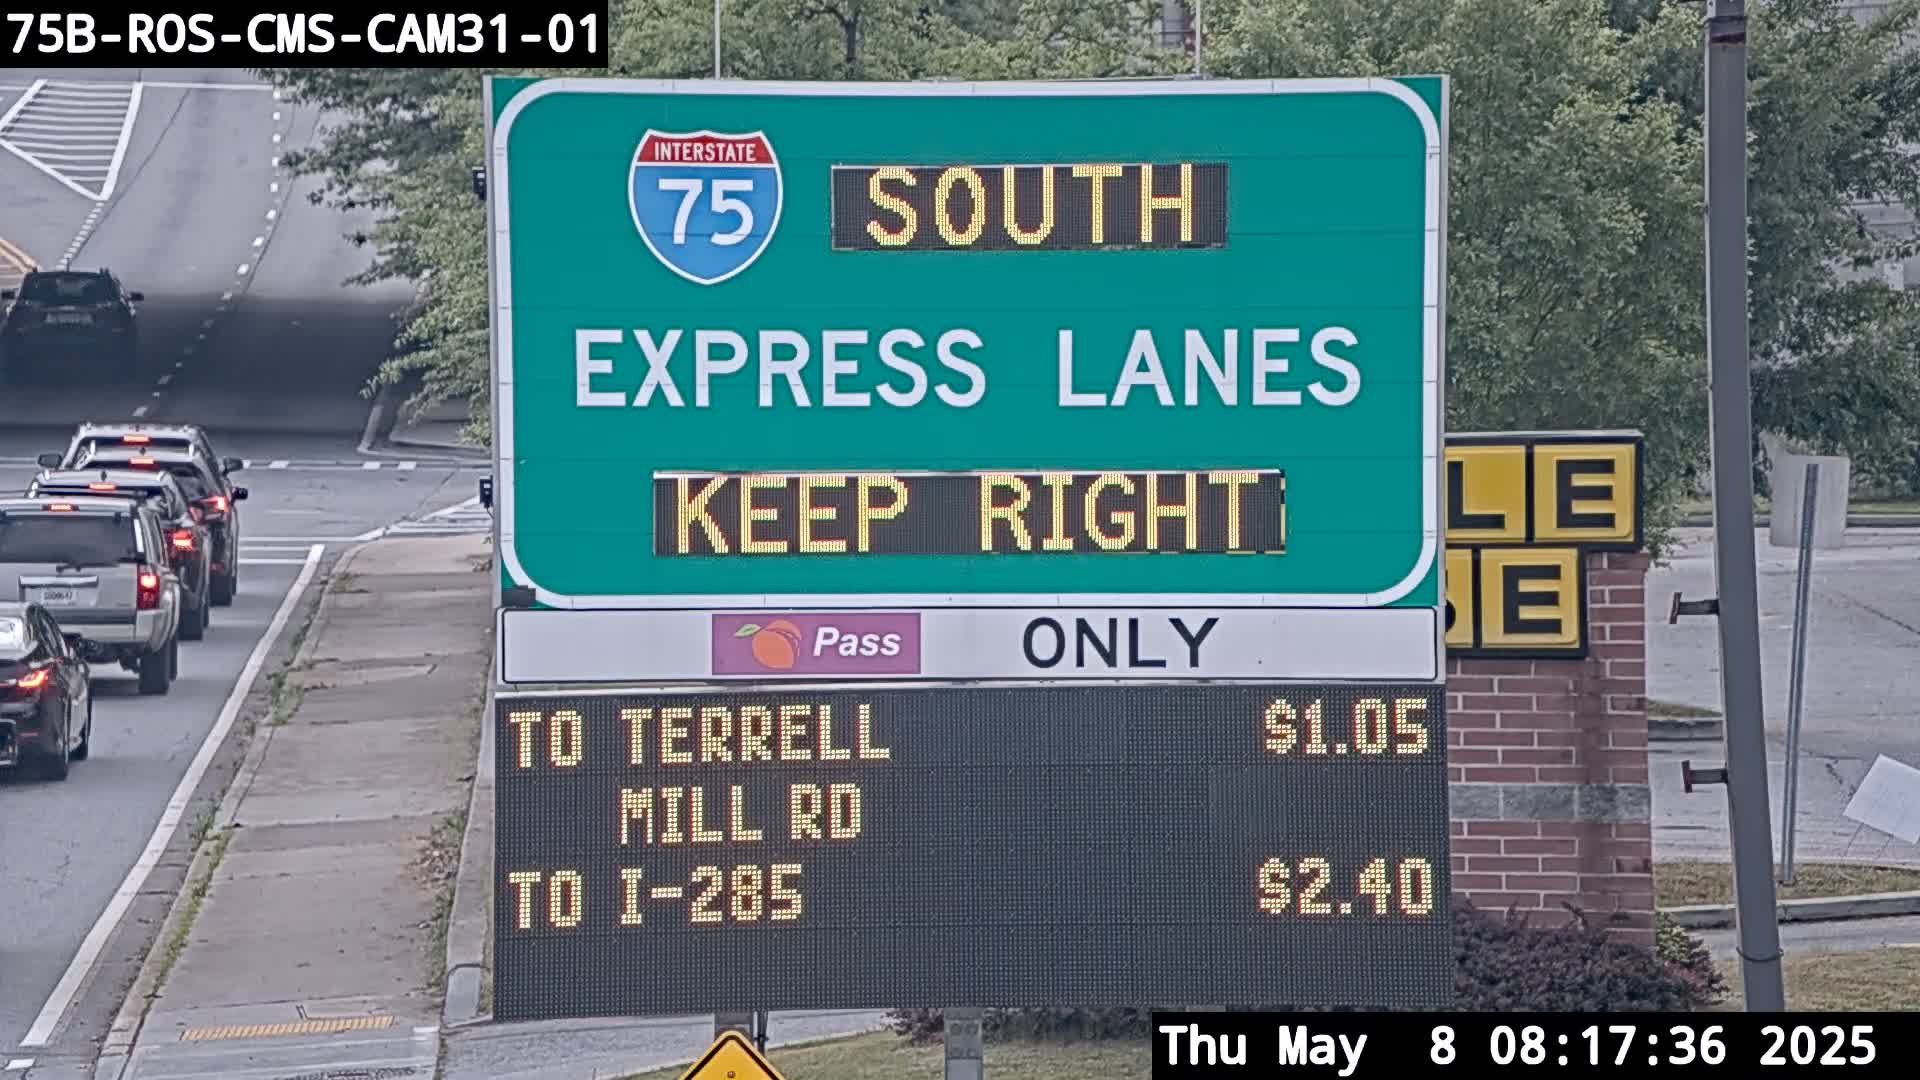 75B-ROS-CMS-CAM31-01
INTERSTATE
75
SOUTH
EXPRESS LANES
KEEP RIGHT
Pass ONLY
TO TERRELL $1.05
MILL RD
TO I-285 $2.40
LE
E
Thu May 8 08:17:36 2025